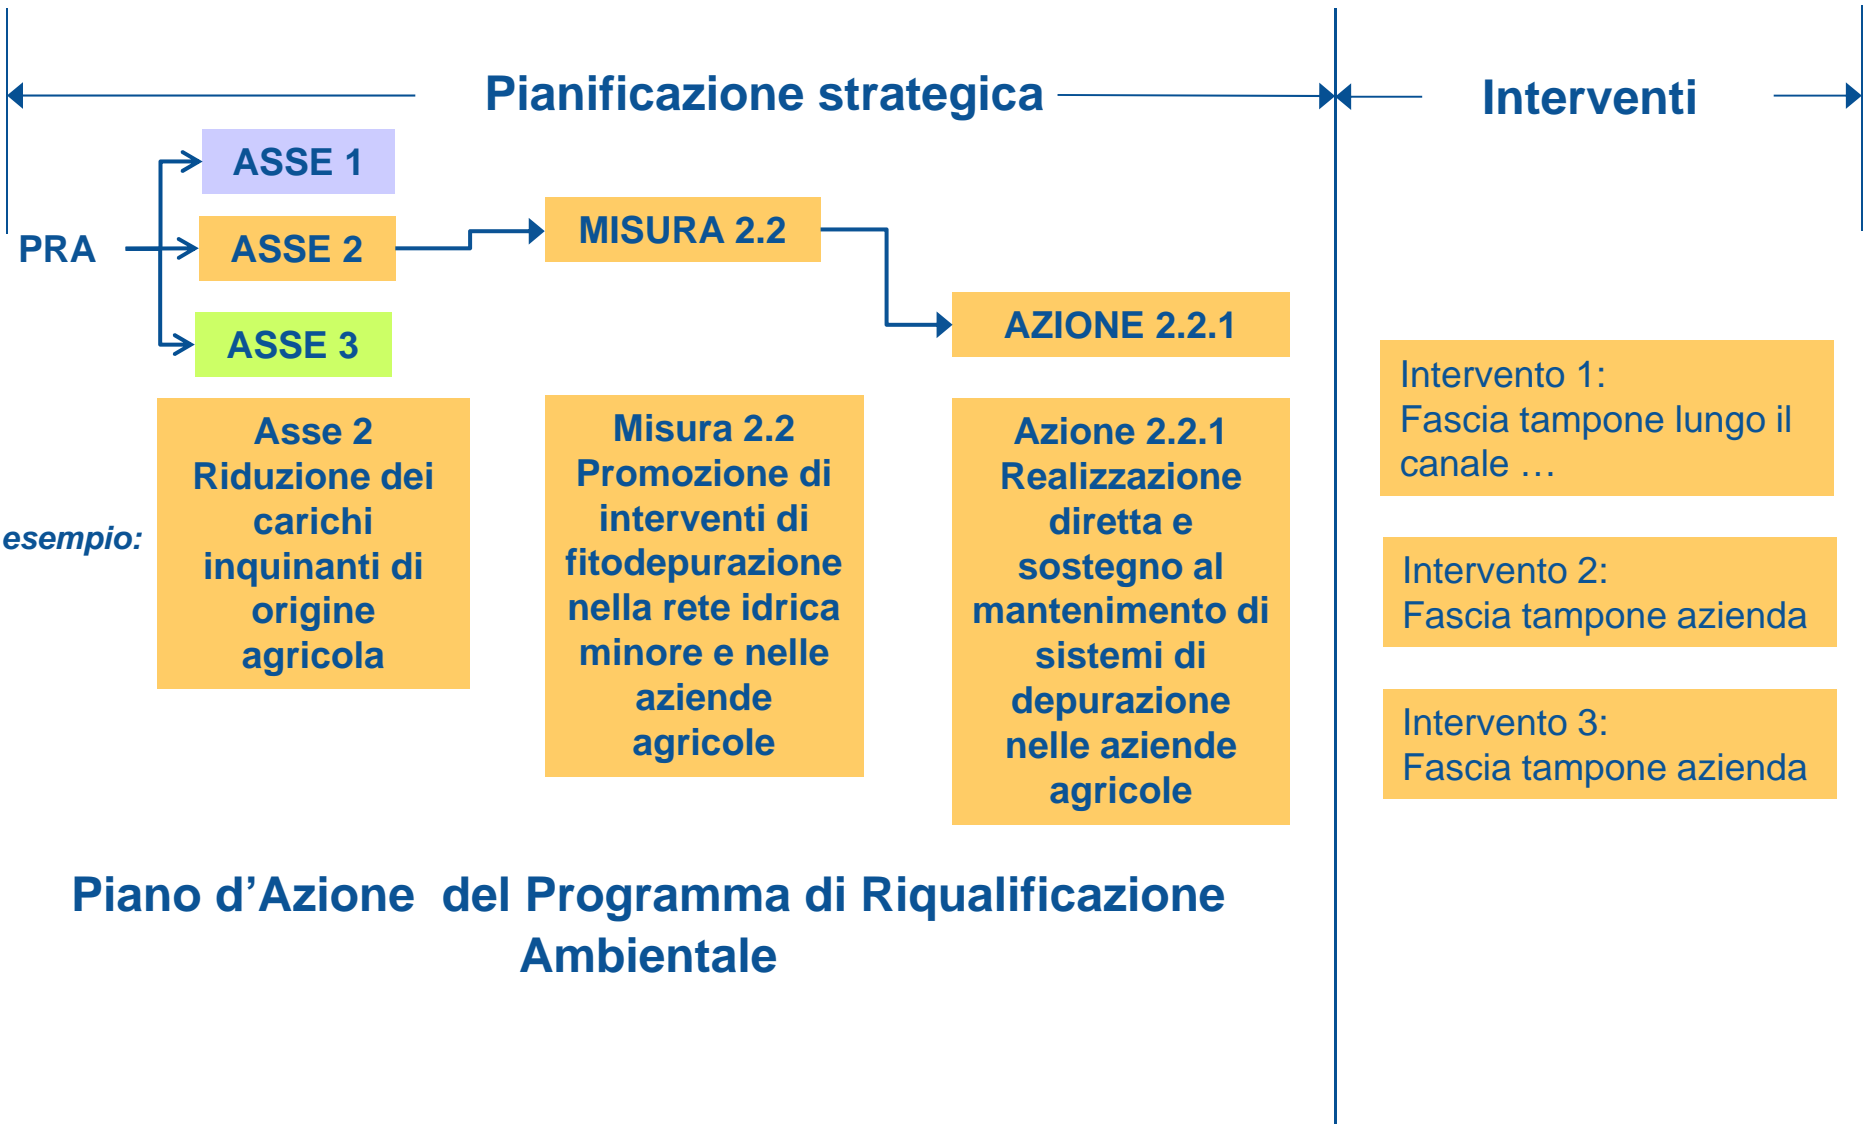 Pianificazione strategica
Interventi
ASSE 1
PRA
ASSE 2
MISURA 2.2
ASSE 3
AZIONE 2.2.1
esempio:
Asse 2
Riduzione dei
carichi
inquinanti di
origine
agricola
Misura 2.2
Promozione di
interventi di
fitodepurazione
nella rete idrica
minore e nelle
aziende
agricole
Azione 2.2.1
Realizzazione
diretta e
sostegno al
mantenimento di
sistemi di
depurazione
nelle aziende
agricole
Intervento 1:
Fascia tampone lungo il
canale …
Intervento 2:
Fascia tampone azienda
Intervento 3:
Fascia tampone azienda
Piano d’Azione  del Programma di Riqualificazione
Ambientale